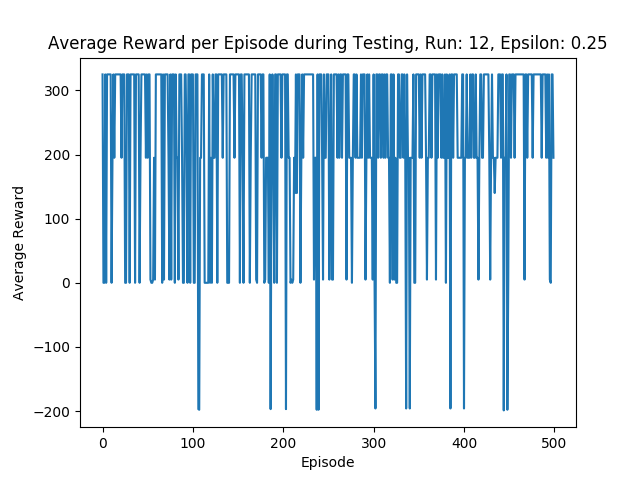 Average Reward per Episode during Testing, Run: 12, Epsilon: 0.25
300
200
100
0
−100
−200
Average Reward
0 100 200 300 400 500
Episode